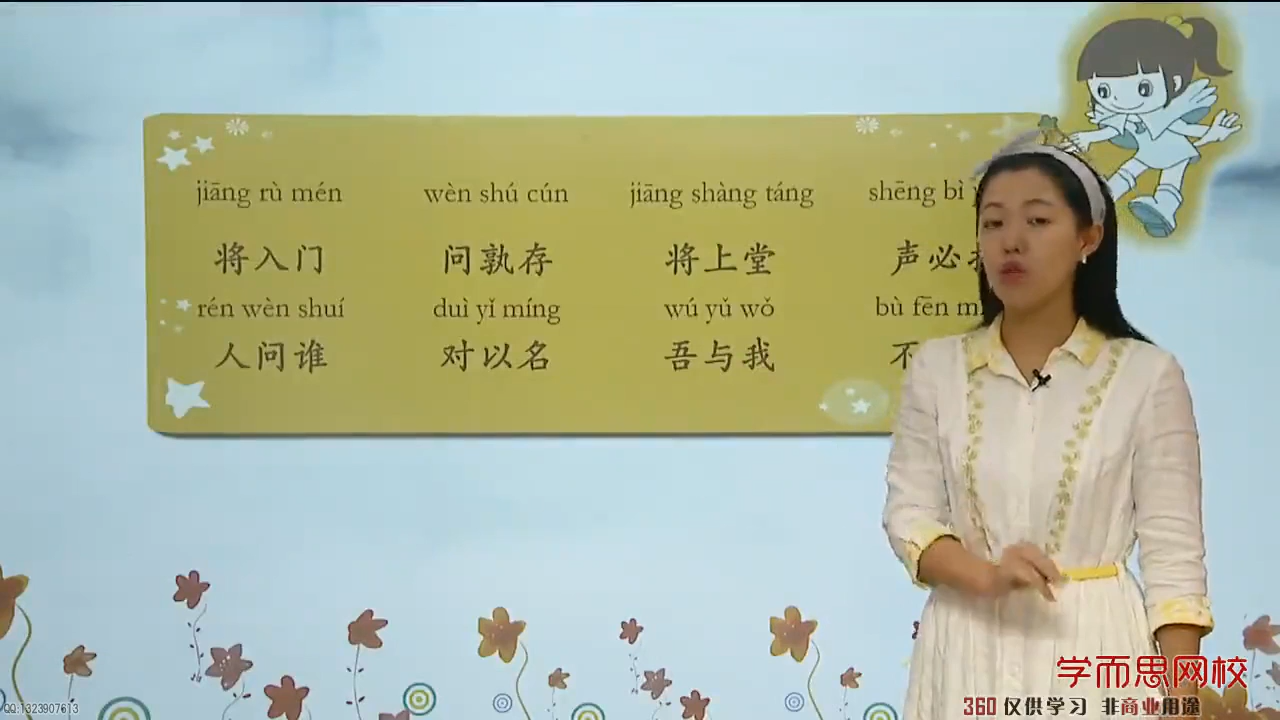 jiāng rù mén wèn shú cún jiāng shàng táng shēng bì
将入门 问孰存 将上堂 声必
rén wèn shuí duì yǐ míng wú yǔ wǒ bù fēn
人问谁 对以名 吾与我 不
学而思网校
360 仅供学习 非商业用途
QQ:1323907613